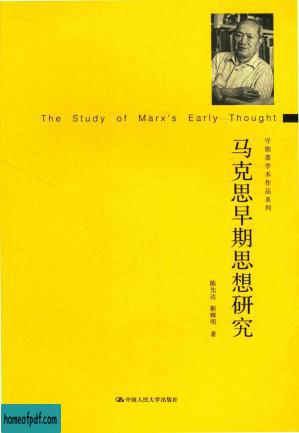 The Study of Marx's Early Thought
守拙斋学术作品系列
马克思早期思想研究
陈先达 靳辉明 著
中国人民大学出版社
homeofpdf.com